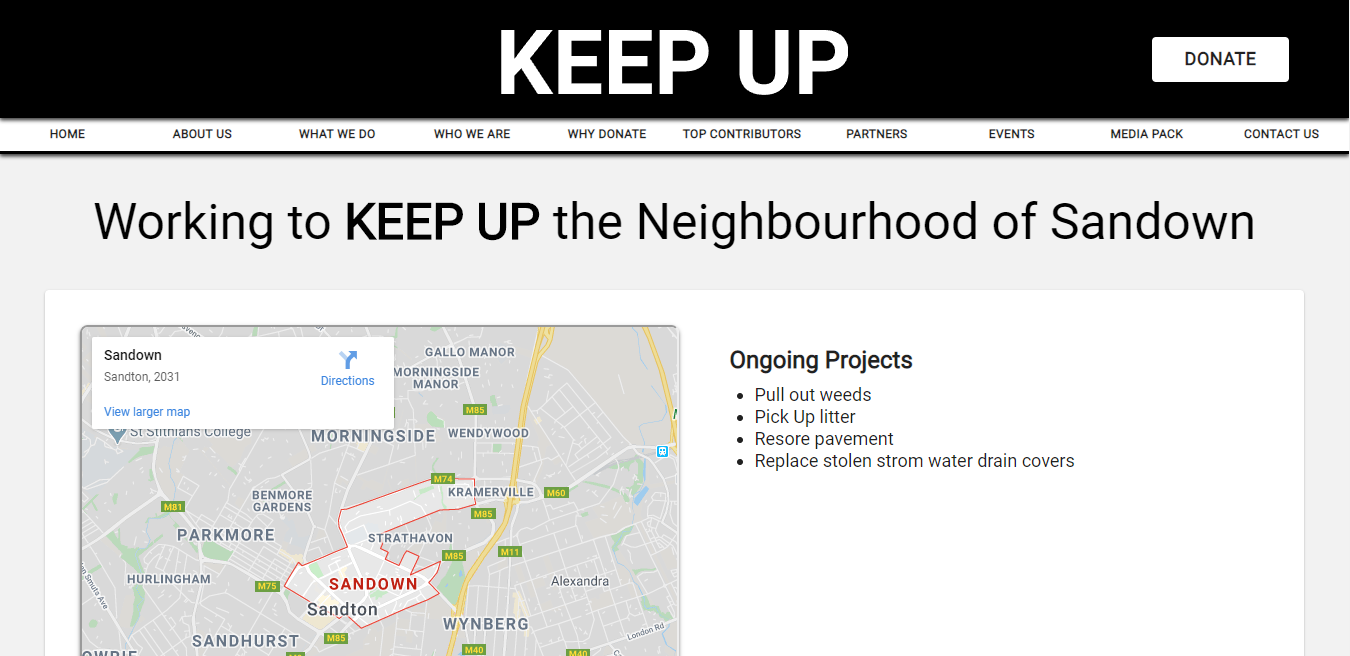 KEEP UP
DONATE
HOME ABOUT US WHAT WE DO WHO WE ARE WHY DONATE TOP CONTRIBUTORS PARTNERS EVENTS MEDIA PACK CONTACT US
Working to KEEP UP the Neighbourhood of Sandown
Sandown
Sandton, 2031
Directions
View larger map
GALLO MANOR
MORNINGSIDE
MANOR
M85
St Stithians College
MORNINGSIDE
WENDYWOOD
M74
BENMORE
GARDENS
KRAMERVILLE
M60
M81
M85
PARKMORE
STRATHAVON
M85
M11
HURLINGHAM
M75
SANDOWN
Alexandra
Sandton
WYNBERG
London Rd
SANDHURST
M85
M40
M40
Ongoing Projects
Pull out weeds
Pick Up litter
Resore pavement
Replace stolen strom water drain covers